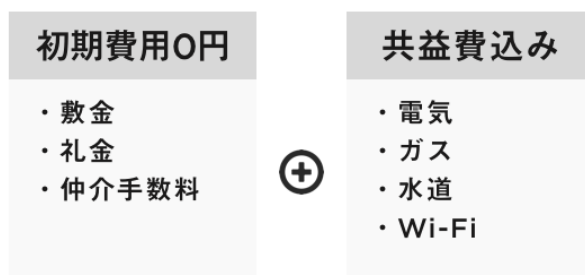 初期費用0円
・敷金
・礼金
・仲介手数料
共益費込み
・電気
・ガス
・水道
・Wi-Fi